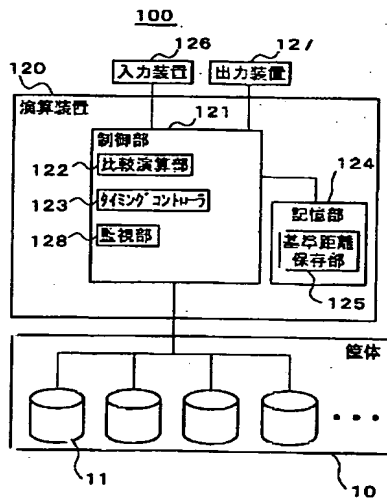 100
126
12/
入力装置
出力装置
120
演算装置
121
制御部
122
比較演算部
123
ﾀｲﾐﾝｸﾞｺﾝﾄﾛｰﾗ
128
監視部
124
記憶部
基準距離
保存部
125
筐体
11
10